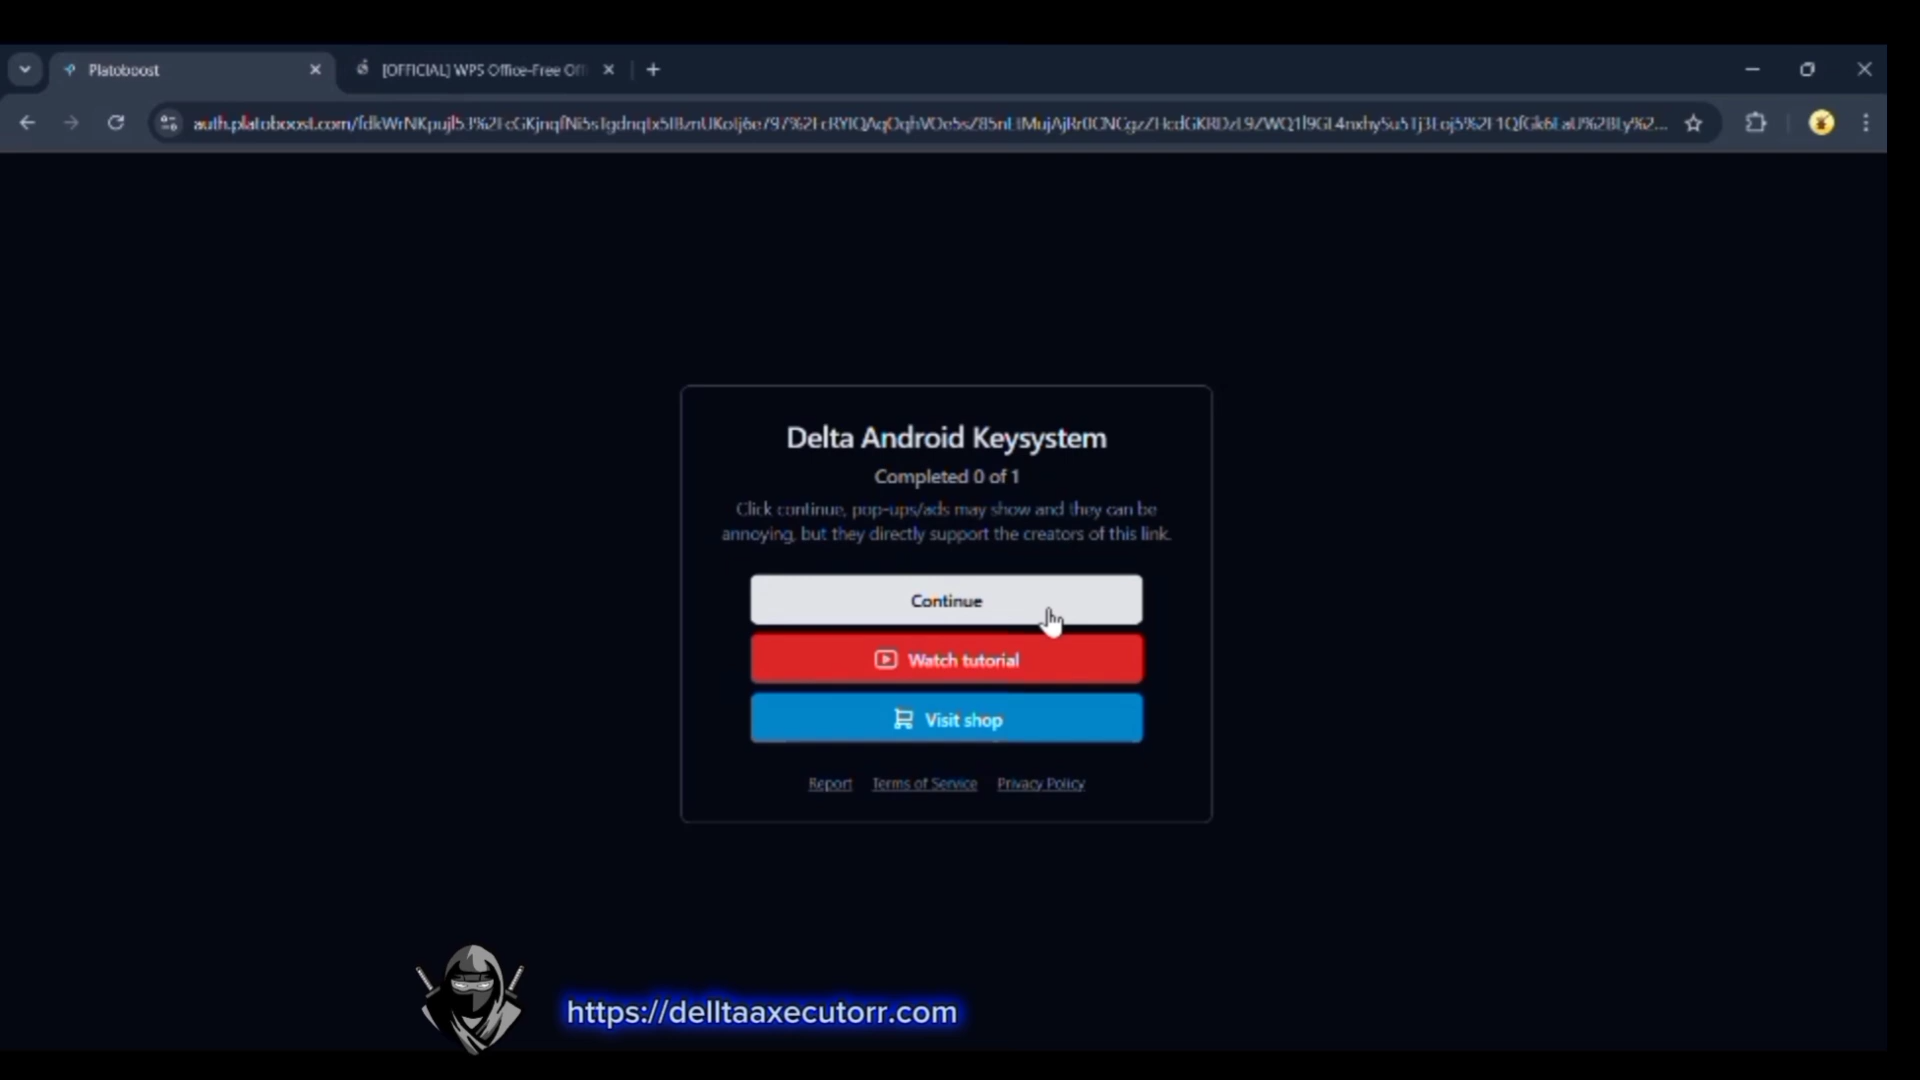 Platoboost
[OFFICIAL] WPS Office-Free Off
Delta Android Keysystem
Completed 0 of 1
Click continue, pop-ups/ads may show and they can be
annoying, but they directly support the creators of this link.
Continue
Watch tutorial
Visit shop
Report Terms of Service Privacy Policy
https://delltaaxecutorr.com